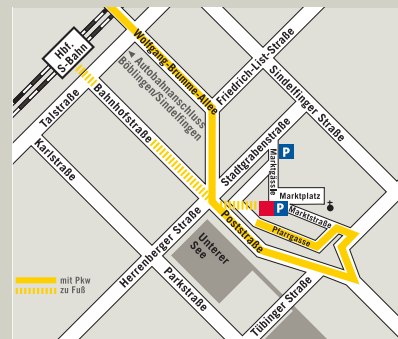 Hbf.
S-Bahn
Wolfgang-Brumme-Allee
Friedrich-List-Straße
Sindelfinger Straße
◄ Autobahnanschluss
Böblingen/Sindelfingen
Talstraße
Bahnhofstraße
Karlstraße
Stadtgrabenstraße
Marktgässle
P
Marktplatz
P
Marktstraße
Pfarrgasse
Poststraße
Herrenberger Straße
Unterer
See
Parkstraße
Tübinger Straße
mit Pkw
zu Fuß